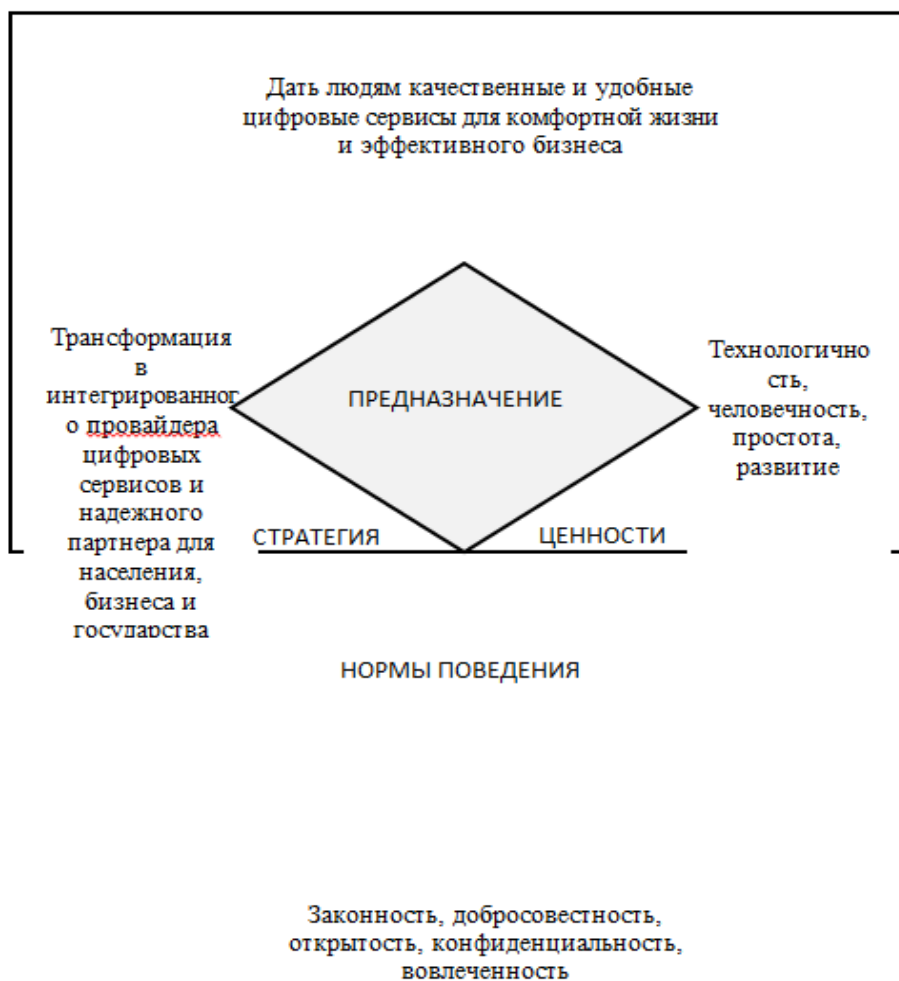 Дать людям качественные и удобные
цифровые сервисы для комфортной жизни
и эффективного бизнеса
Трансформация
в
интегрированног
о провайдера
цифровых
сервисов и
надежного
партнера для
населения,
бизнеса и
государства
ПРЕДНАЗНАЧЕНИЕ
Технологично
сть,
человечность,
простота,
развитие
СТРАТЕГИЯ
ЦЕННОСТИ
НОРМЫ ПОВЕДЕНИЯ
Законность, добросовестность,
открытость, конфиденциальность,
вовлеченность